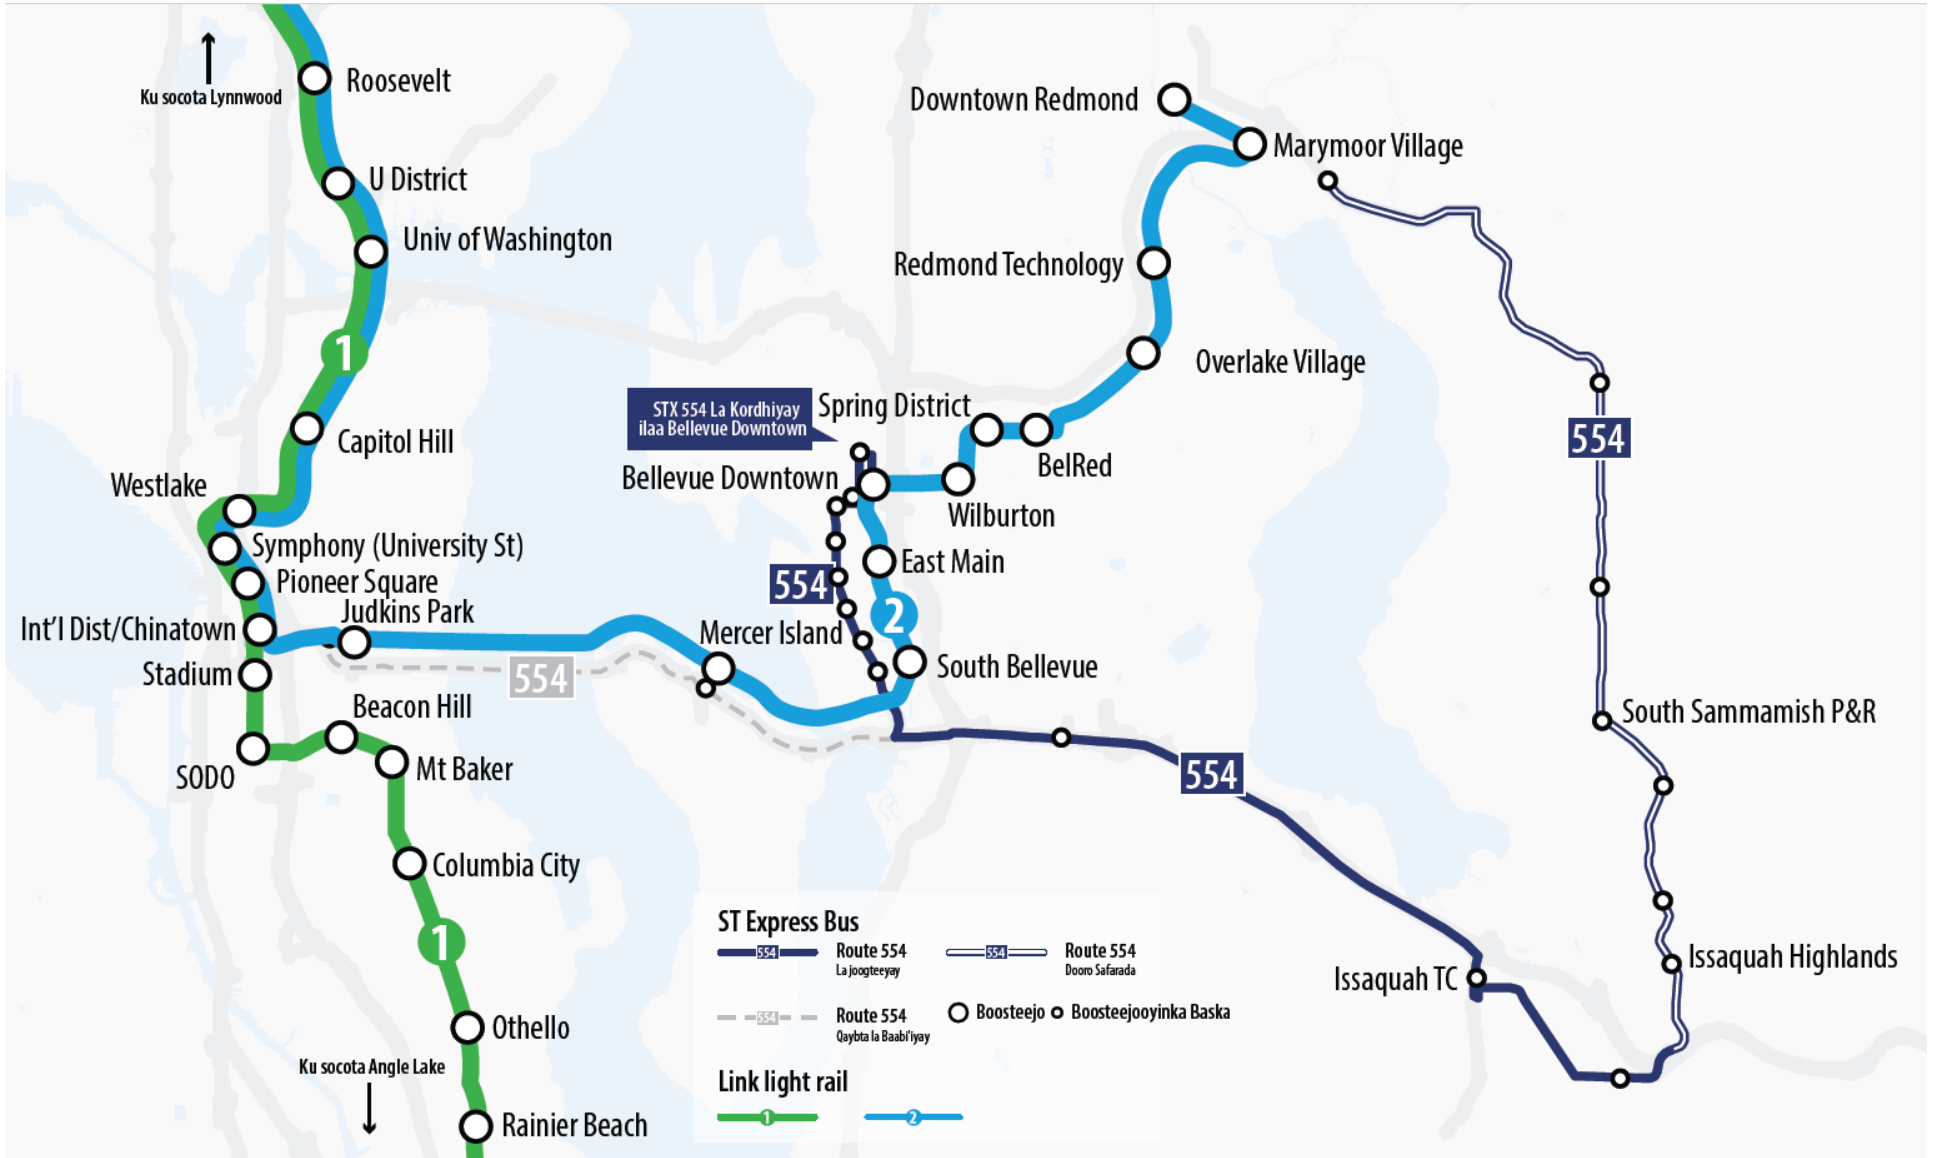 Ku socota Lynnwood
Roosevelt
U District
Univ of Washington
1
Capitol Hill
Westlake
Symphony (University St)
Pioneer Square
Int'l Dist/Chinatown
Judkins Park
Stadium
554
Beacon Hill
SODO
Mt Baker
Columbia City
1
Othello
Ku socota Angle Lake
Rainier Beach
Downtown Redmond
Marymoor Village
Redmond Technology
Overlake Village
STX 554 La Kordhiyay
ilaa Bellevue Downtown
Spring District
BelRed
Bellevue Downtown
Wilburton
East Main
554
2
Mercer Island
South Bellevue
554
554
South Sammamish P&R
Issaquah Highlands
Issaquah TC
ST Express Bus
554
Route 554
La joogteeyay
554
Route 554
Dooro Safarada
554
Route 554
Qaybta la Baabi'iyay
Boosteejo
Boosteejooyinka Baska
Link light rail
1
2